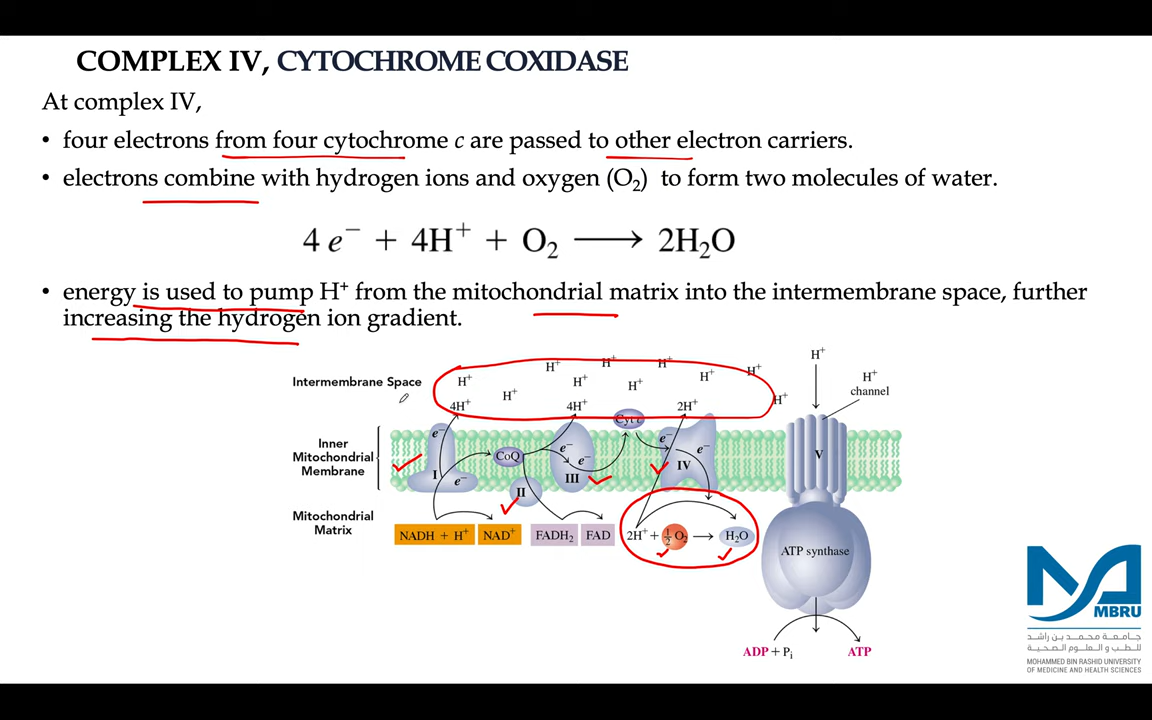 COMPLEX IV, CYTOCHROME COXIDASE
At complex IV,
• four electrons from four cytochrome c are passed to other electron carriers.
• electrons combine with hydrogen ions and oxygen (O₂) to form two molecules of water.
4 e⁻ + 4H⁺ + O₂ ⟶ 2H₂O
• energy is used to pump H⁺ from the mitochondrial matrix into the intermembrane space, further
increasing the hydrogen ion gradient.
Intermembrane Space
H⁺ H⁺ H⁺ H⁺ H⁺ H⁺ H⁺ H⁺ H⁺ H⁺
H⁺
H⁺
channel
4H⁺ 4H⁺ 2H⁺
Cyt c
Inner
Mitochondrial
Membrane
e⁻ e⁻ e⁻ e⁻ e⁻ e⁻
CoQ
I II III IV V
Mitochondrial
Matrix
NADH + H⁺ NAD⁺ FADH₂ FAD 2H⁺ + ½ O₂ ⟶ H₂O
ATP synthase
ADP + Pᵢ ATP
MBRU
جامعة محمد بن راشد
للطب و العلوم الصحية
MOHAMMED BIN RASHID UNIVERSITY
OF MEDICINE AND HEALTH SCIENCES